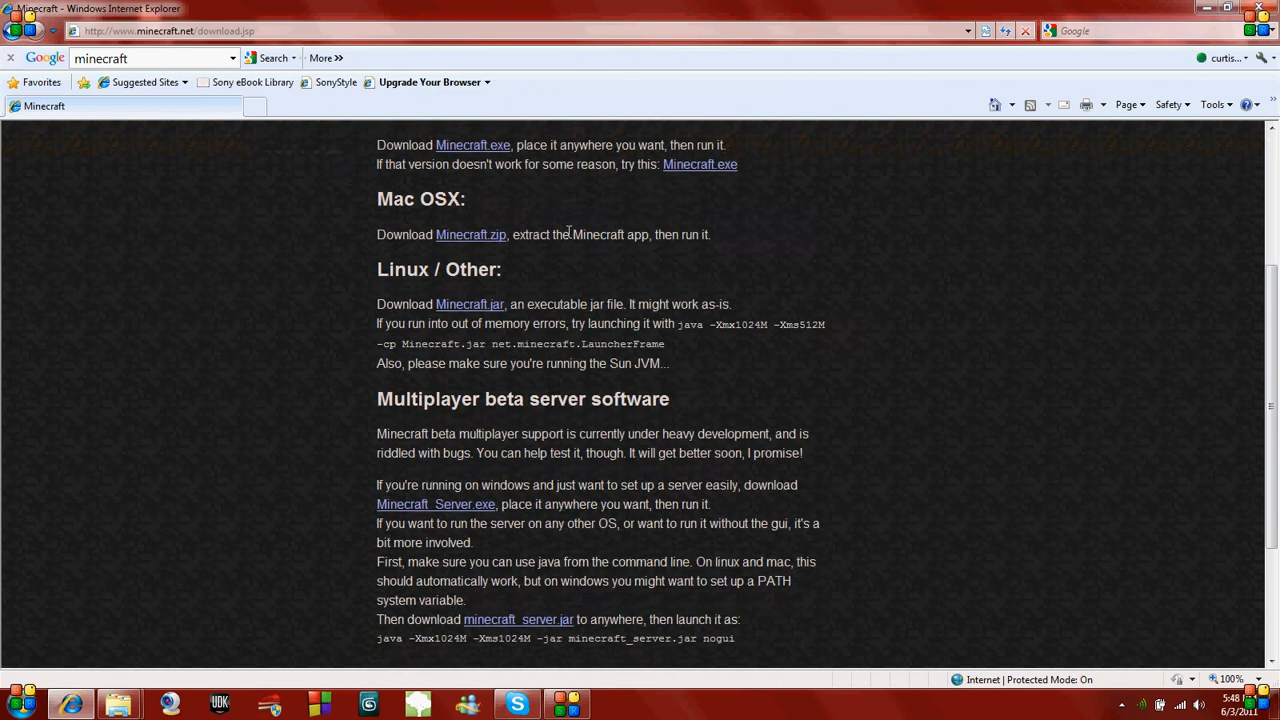 Minecraft - Windows Internet Explorer
http://www.minecraft.net/download.jsp
Google
Google minecraft Search More »
curtis...
Favorites Suggested Sites Sony eBook Library SonyStyle Upgrade Your Browser
Minecraft
Page Safety Tools »
Download Minecraft.exe, place it anywhere you want, then run it.
If that version doesn't work for some reason, try this: Minecraft.exe
Mac OSX:
Download Minecraft.zip, extract the Minecraft app, then run it.
Linux / Other:
Download Minecraft.jar, an executable jar file. It might work as-is.
If you run into out of memory errors, try launching it with java -Xmx1024M -Xms512M
-cp Minecraft.jar net.minecraft.LauncherFrame
Also, please make sure you're running the Sun JVM...
Multiplayer beta server software
Minecraft beta multiplayer support is currently under heavy development, and is
riddled with bugs. You can help test it, though. It will get better soon, I promise!
If you're running on windows and just want to set up a server easily, download
Minecraft_Server.exe, place it anywhere you want, then run it.
If you want to run the server on any other OS, or want to run it without the gui, it's a
bit more involved.
First, make sure you can use java from the command line. On linux and mac, this
should automatically work, but on windows you might want to set up a PATH
system variable.
Then download minecraft_server.jar to anywhere, then launch it as:
java -Xmx1024M -Xms1024M -jar minecraft_server.jar nogui
Internet | Protected Mode: On
100%
UDK
5:48
6/3/2011